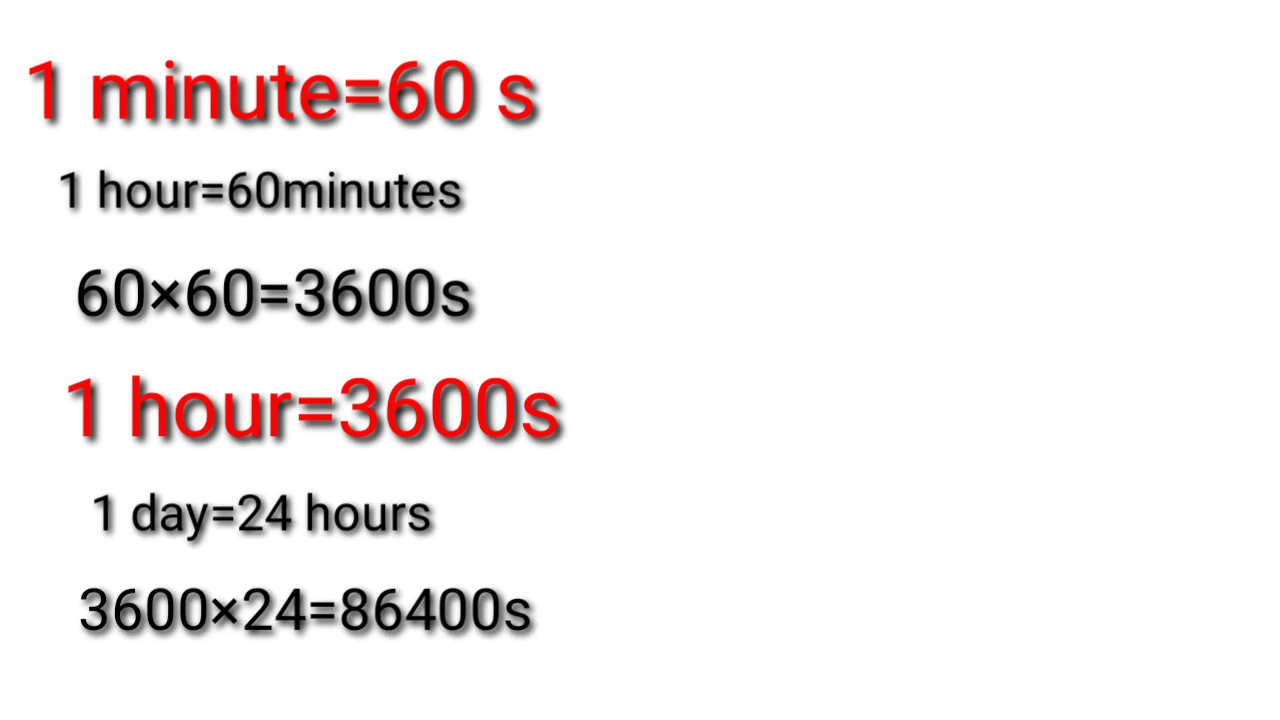 1 minute=60 s
1 hour=60minutes
60×60=3600s
1 hour=3600s
1 day=24 hours
3600×24=86400s